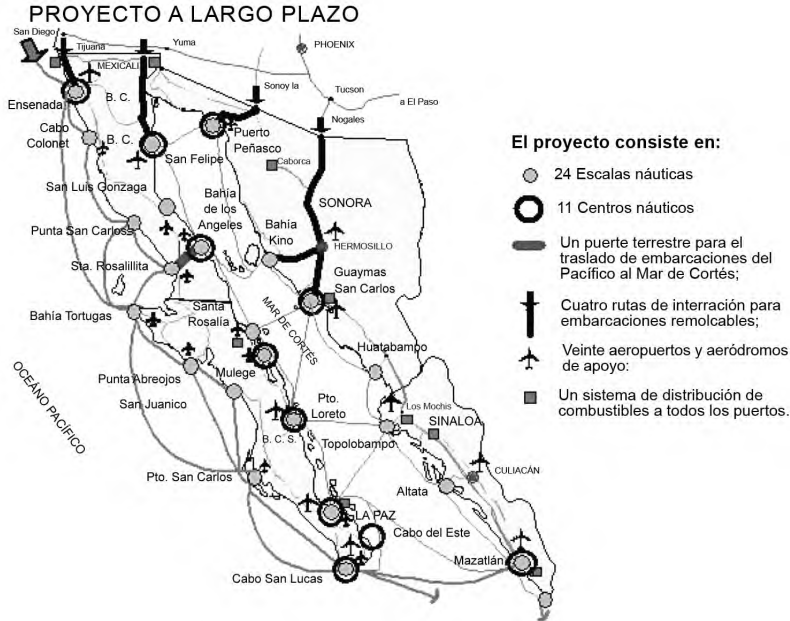 PROYECTO A LARGO PLAZO
San Diego
Tijuana
Yuma
PHOENIX
MEXICALI
Sonoy la
Tucson
a El Paso
Ensenada
B. C.
Nogales
Cabo
Colonet
B. C.
San Felipe
Puerto
Peñasco
Caborca
San Luis Gonzaga
Bahía
de los
Angeles
SONORA
Punta San Carloss
Bahía
Kino
HERMOSILLO
Sta. Rosalillita
Guaymas
San Carlos
Bahía Tortugas
Santa
Rosalía
MAR DE CORTÉS
Huatabampo
OCEÁNO PACÍFICO
Punta Abreojos
Mulege
San Juanico
Pto.
Loreto
Los Mochis
SINALOA
B. C. S.
Topolobampo
CULIACÁN
Pto. San Carlos
Altata
LA PAZ
Cabo del Este
Mazatlán
Cabo San Lucas
El proyecto consiste en:
24 Escalas náuticas
11 Centros náuticos
Un puerte terrestre para el
traslado de embarcaciones del
Pacífico al Mar de Cortés;
Cuatro rutas de interración para
embarcaciones remolcables;
Veinte aeropuertos y aeródromos
de apoyo:
Un sistema de distribución de
combustibles a todos los puertos.